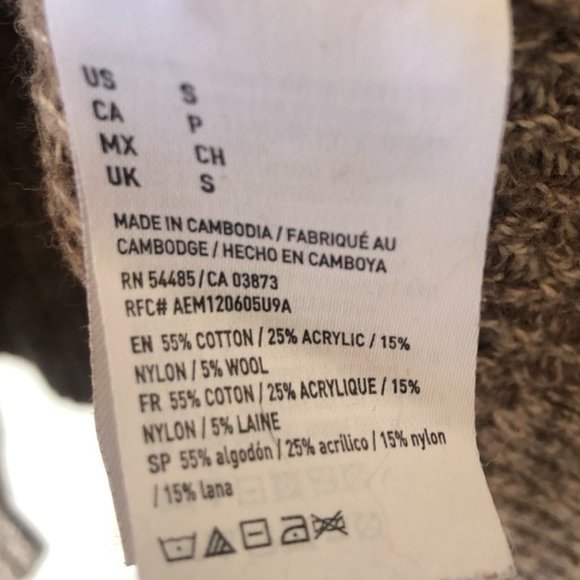 US S
CA P
MX CH
UK S
MADE IN CAMBODIA / FABRIQUÉ AU
CAMBODGE / HECHO EN CAMBOYA
RN 54485 / CA 03873
RFC# AEM120605U9A
EN 55% COTTON / 25% ACRYLIC / 15%
NYLON / 5% WOOL
FR 55% COTON / 25% ACRYLIQUE / 15%
NYLON / 5% LAINE
SP 55% algodón / 25% acrílico / 15% nylon
/ 15% lana